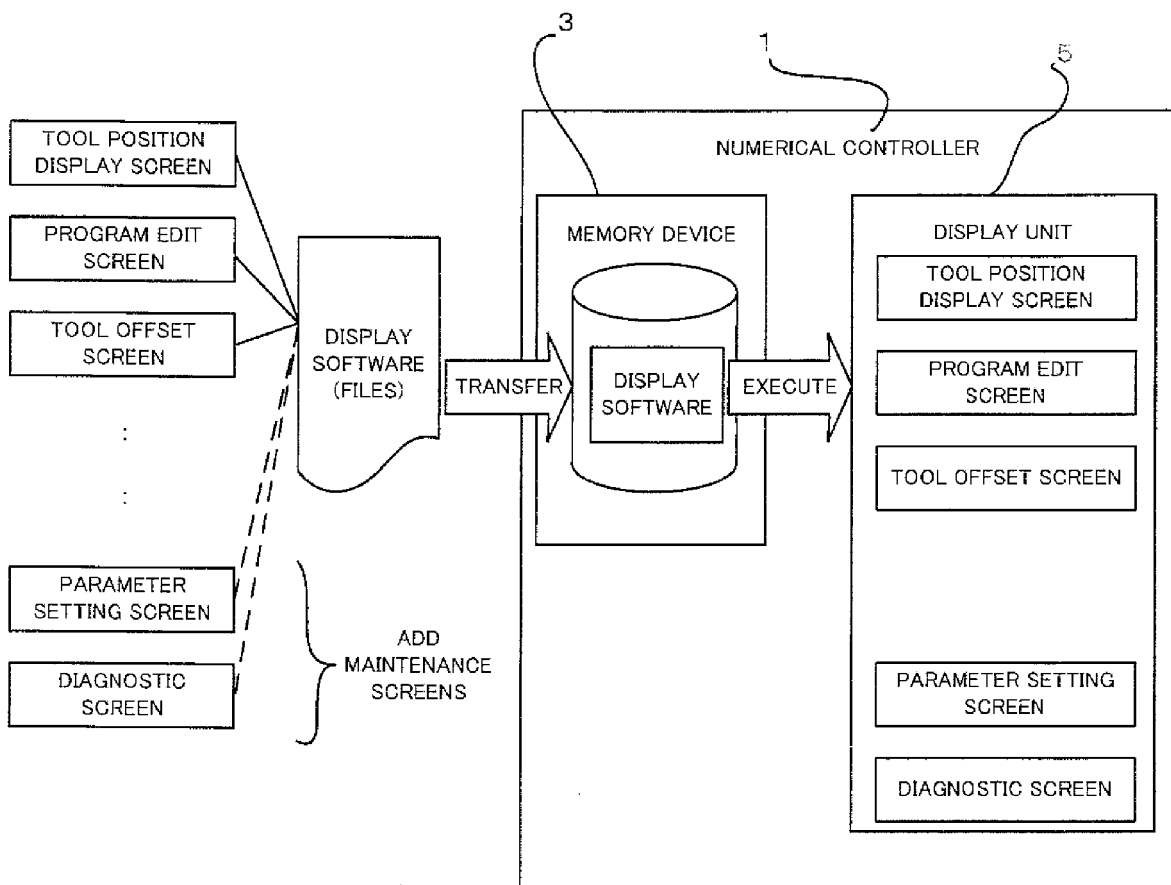 3
1
5
TOOL POSITION
DISPLAY SCREEN
PROGRAM EDIT
SCREEN
TOOL OFFSET
SCREEN
:
:
PARAMETER
SETTING SCREEN
DIAGNOSTIC
SCREEN
DISPLAY
SOFTWARE
(FILES)
ADD
MAINTENANCE
SCREENS
TRANSFER
NUMERICAL CONTROLLER
MEMORY DEVICE
DISPLAY
SOFTWARE
EXECUTE
DISPLAY UNIT
TOOL POSITION
DISPLAY SCREEN
PROGRAM EDIT
SCREEN
TOOL OFFSET SCREEN
PARAMETER SETTING
SCREEN
DIAGNOSTIC SCREEN